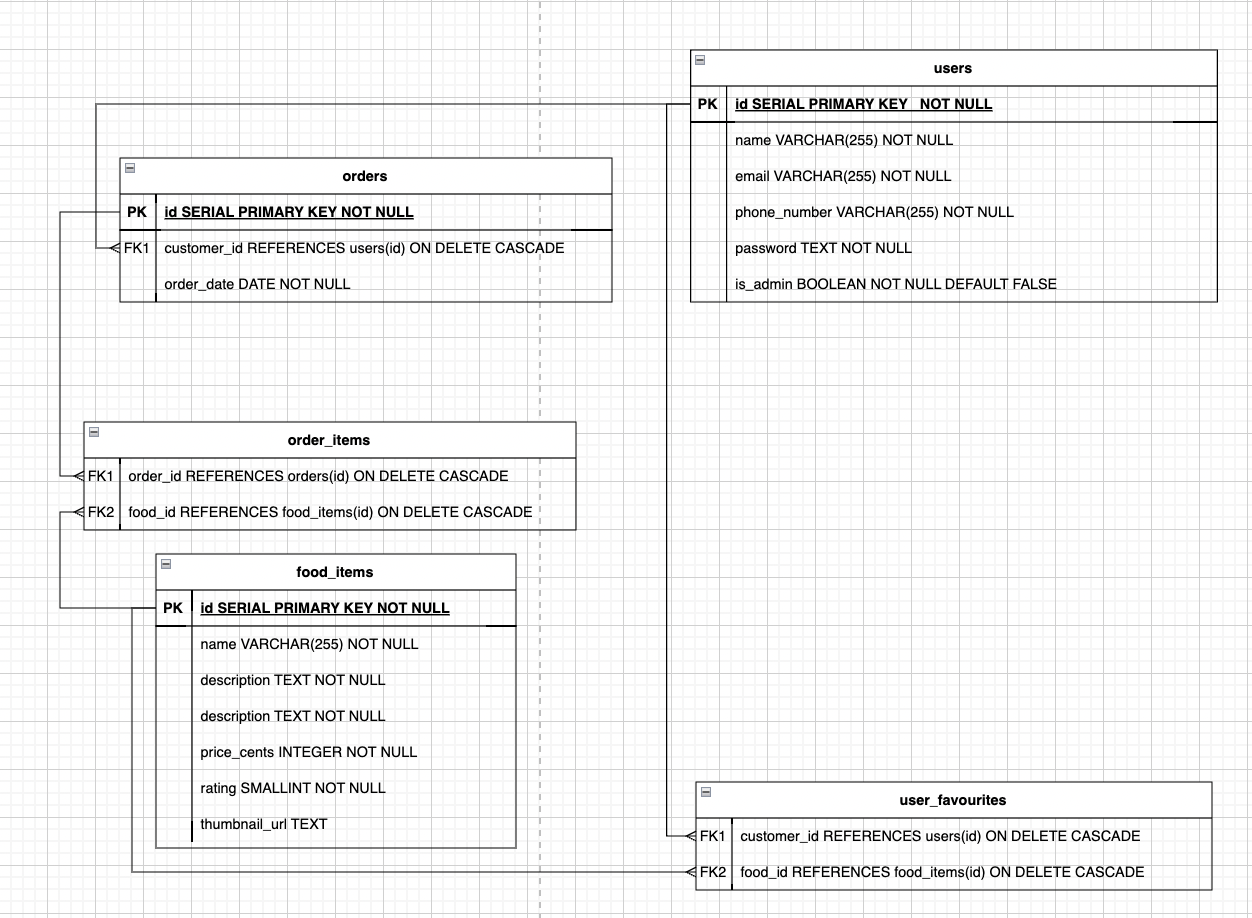 users
PK id SERIAL PRIMARY KEY NOT NULL
name VARCHAR(255) NOT NULL
email VARCHAR(255) NOT NULL
phone_number VARCHAR(255) NOT NULL
password TEXT NOT NULL
is_admin BOOLEAN NOT NULL DEFAULT FALSE
orders
PK id SERIAL PRIMARY KEY NOT NULL
FK1 customer_id REFERENCES users(id) ON DELETE CASCADE
order_date DATE NOT NULL
order_items
FK1 order_id REFERENCES orders(id) ON DELETE CASCADE
FK2 food_id REFERENCES food_items(id) ON DELETE CASCADE
food_items
PK id SERIAL PRIMARY KEY NOT NULL
name VARCHAR(255) NOT NULL
description TEXT NOT NULL
description TEXT NOT NULL
price_cents INTEGER NOT NULL
rating SMALLINT NOT NULL
thumbnail_url TEXT
user_favourites
FK1 customer_id REFERENCES users(id) ON DELETE CASCADE
FK2 food_id REFERENCES food_items(id) ON DELETE CASCADE